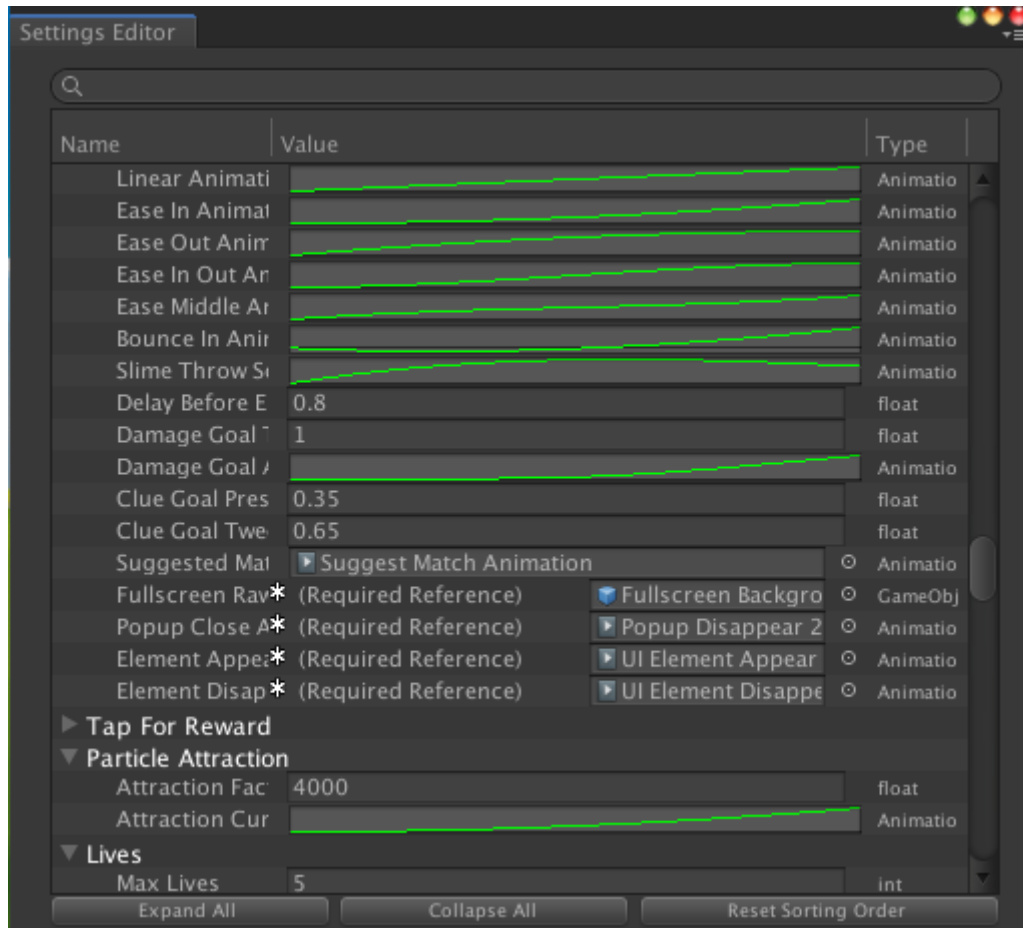 Settings Editor
Name Value Type
Linear Animati Animatio
Ease In Animat Animatio
Ease Out Anim Animatio
Ease In Out An Animatio
Ease Middle Ar Animatio
Bounce In Anir Animatio
Slime Throw S Animatio
Delay Before E 0.8 float
Damage Goal T 1 float
Damage Goal A Animatio
Clue Goal Pres 0.35 float
Clue Goal Twe 0.65 float
Suggested Mat Suggest Match Animation Animatio
Fullscreen Rav* (Required Reference) Fullscreen Backgro GameObj
Popup Close A* (Required Reference) Popup Disappear 2 Animatio
Element Appea* (Required Reference) UI Element Appear Animatio
Element Disap* (Required Reference) UI Element Disappe Animatio
Tap For Reward
Particle Attraction
Attraction Fac 4000 float
Attraction Cur Animatio
Lives
Max Lives 5 int
Expand All Collapse All Reset Sorting Order